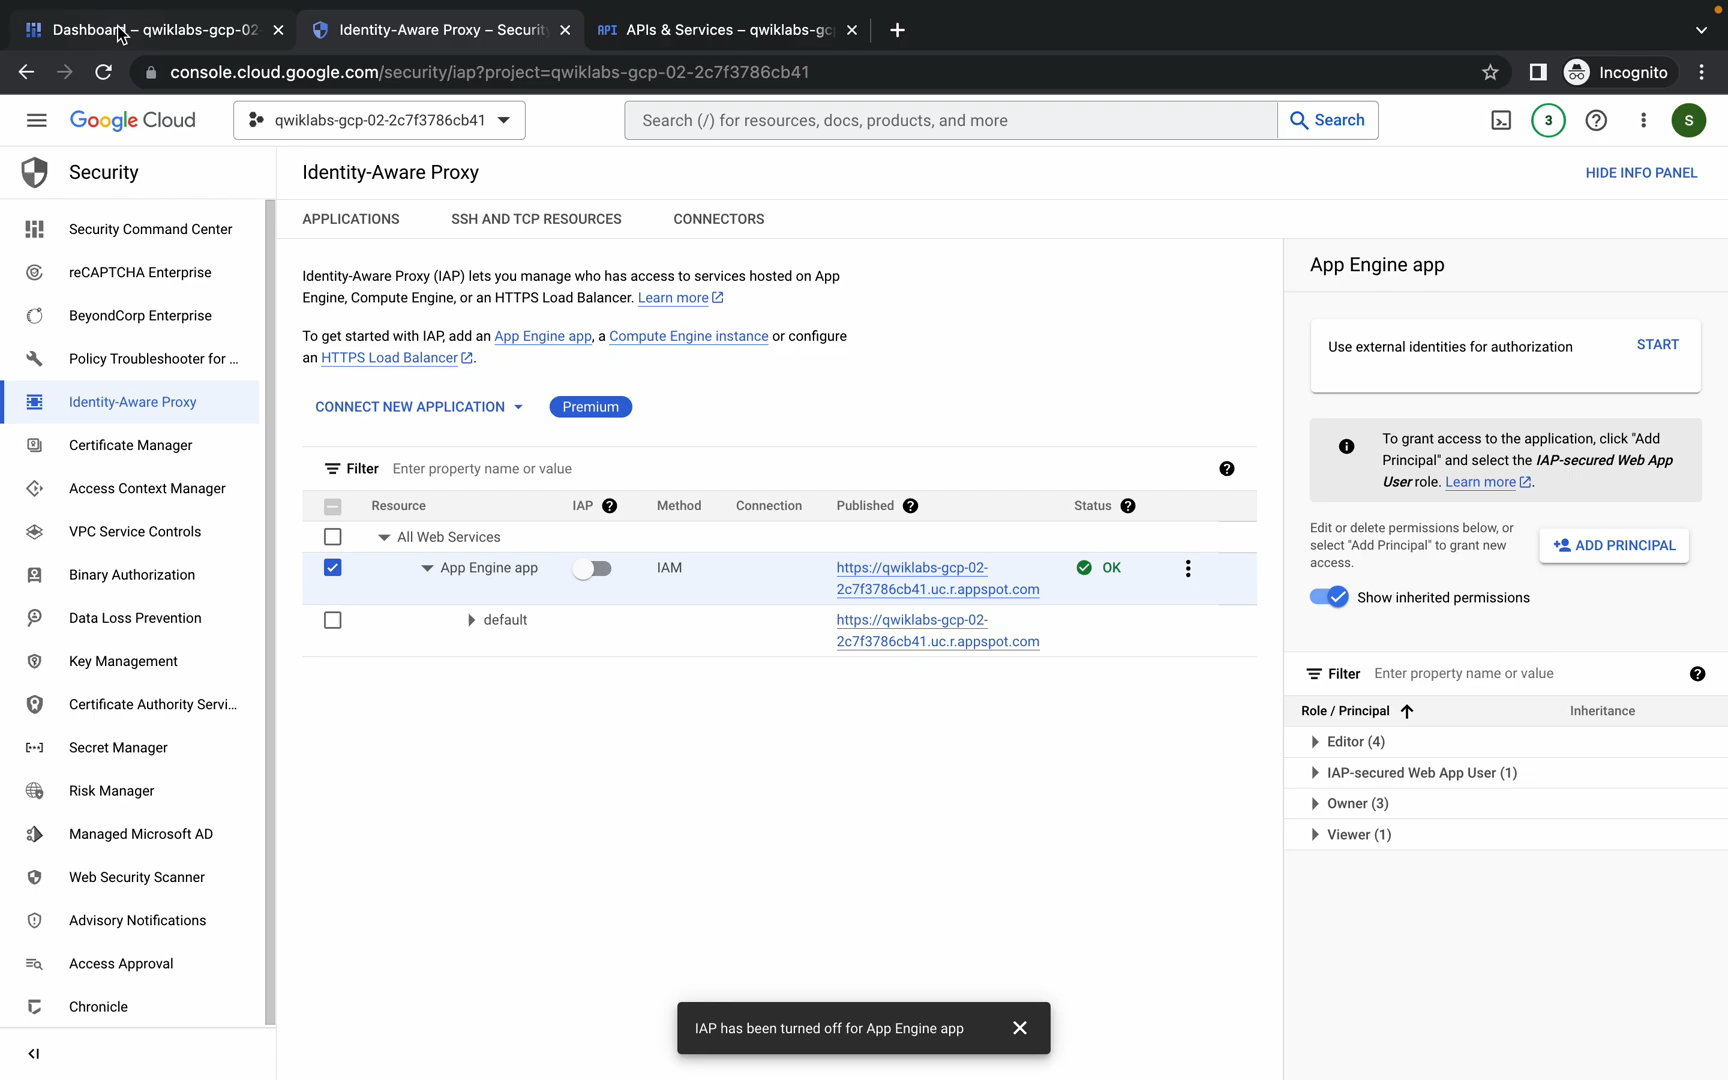 Dashboard – qwiklabs-gcp-02
Identity-Aware Proxy – Security
API APIs & Services – qwiklabs-gc
console.cloud.google.com/security/iap?project=qwiklabs-gcp-02-2c7f3786cb41
Incognito
Google Cloud
qwiklabs-gcp-02-2c7f3786cb41
Search (/) for resources, docs, products, and more
Search
3
S
Security
Identity-Aware Proxy
HIDE INFO PANEL
Security Command Center
reCAPTCHA Enterprise
BeyondCorp Enterprise
Policy Troubleshooter for ...
Identity-Aware Proxy
Certificate Manager
Access Context Manager
VPC Service Controls
Binary Authorization
Data Loss Prevention
Key Management
Certificate Authority Servi...
Secret Manager
Risk Manager
Managed Microsoft AD
Web Security Scanner
Advisory Notifications
Access Approval
Chronicle
APPLICATIONS
SSH AND TCP RESOURCES
CONNECTORS
Identity-Aware Proxy (IAP) lets you manage who has access to services hosted on App
Engine, Compute Engine, or an HTTPS Load Balancer. Learn more
To get started with IAP, add an App Engine app, a Compute Engine instance or configure
an HTTPS Load Balancer.
CONNECT NEW APPLICATION
Premium
Filter Enter property name or value
Resource IAP Method Connection Published Status
All Web Services
App Engine app IAM https://qwiklabs-gcp-02- OK
2c7f3786cb41.uc.r.appspot.com
default https://qwiklabs-gcp-02-
2c7f3786cb41.uc.r.appspot.com
App Engine app
Use external identities for authorization START
To grant access to the application, click "Add
Principal" and select the IAP-secured Web App
User role. Learn more.
Edit or delete permissions below, or
select "Add Principal" to grant new
access.
ADD PRINCIPAL
Show inherited permissions
Filter Enter property name or value
Role / Principal Inheritance
Editor (4)
IAP-secured Web App User (1)
Owner (3)
Viewer (1)
IAP has been turned off for App Engine app